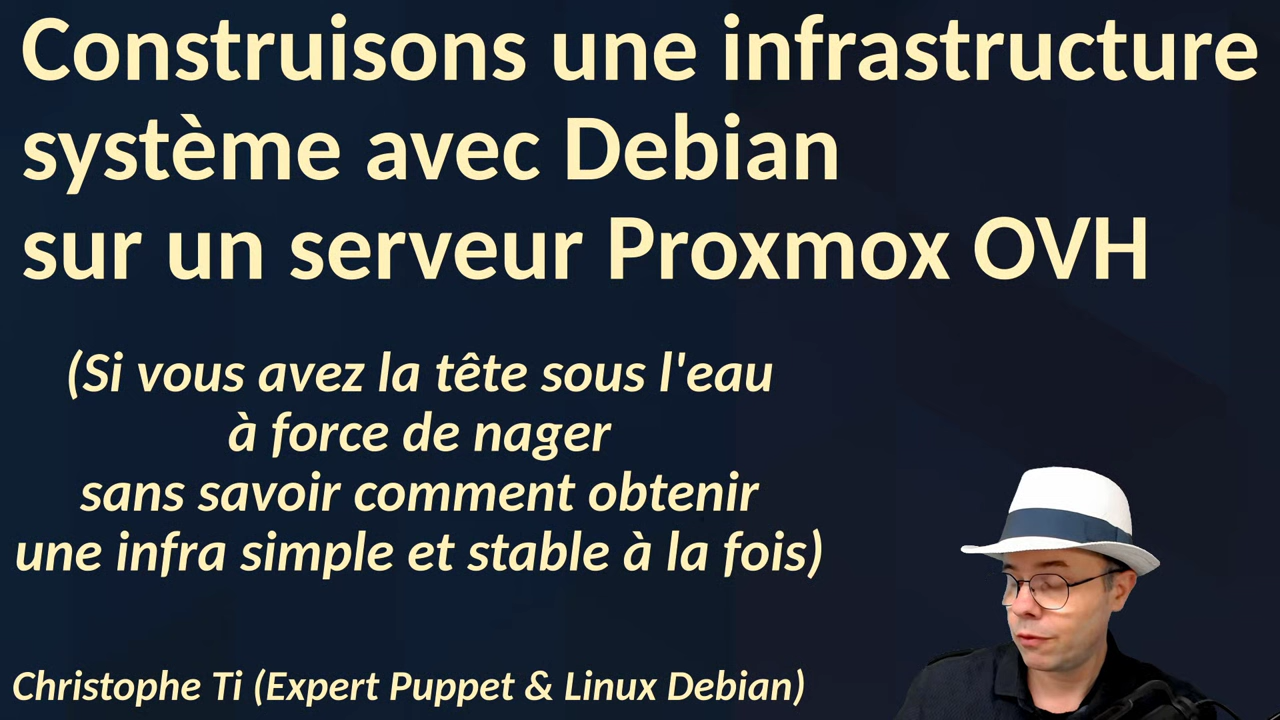 Construisons une infrastructure
système avec Debian
sur un serveur Proxmox OVH
(Si vous avez la tête sous l'eau
à force de nager
sans savoir comment obtenir
une infra simple et stable à la fois)
Christophe Ti (Expert Puppet & Linux Debian)